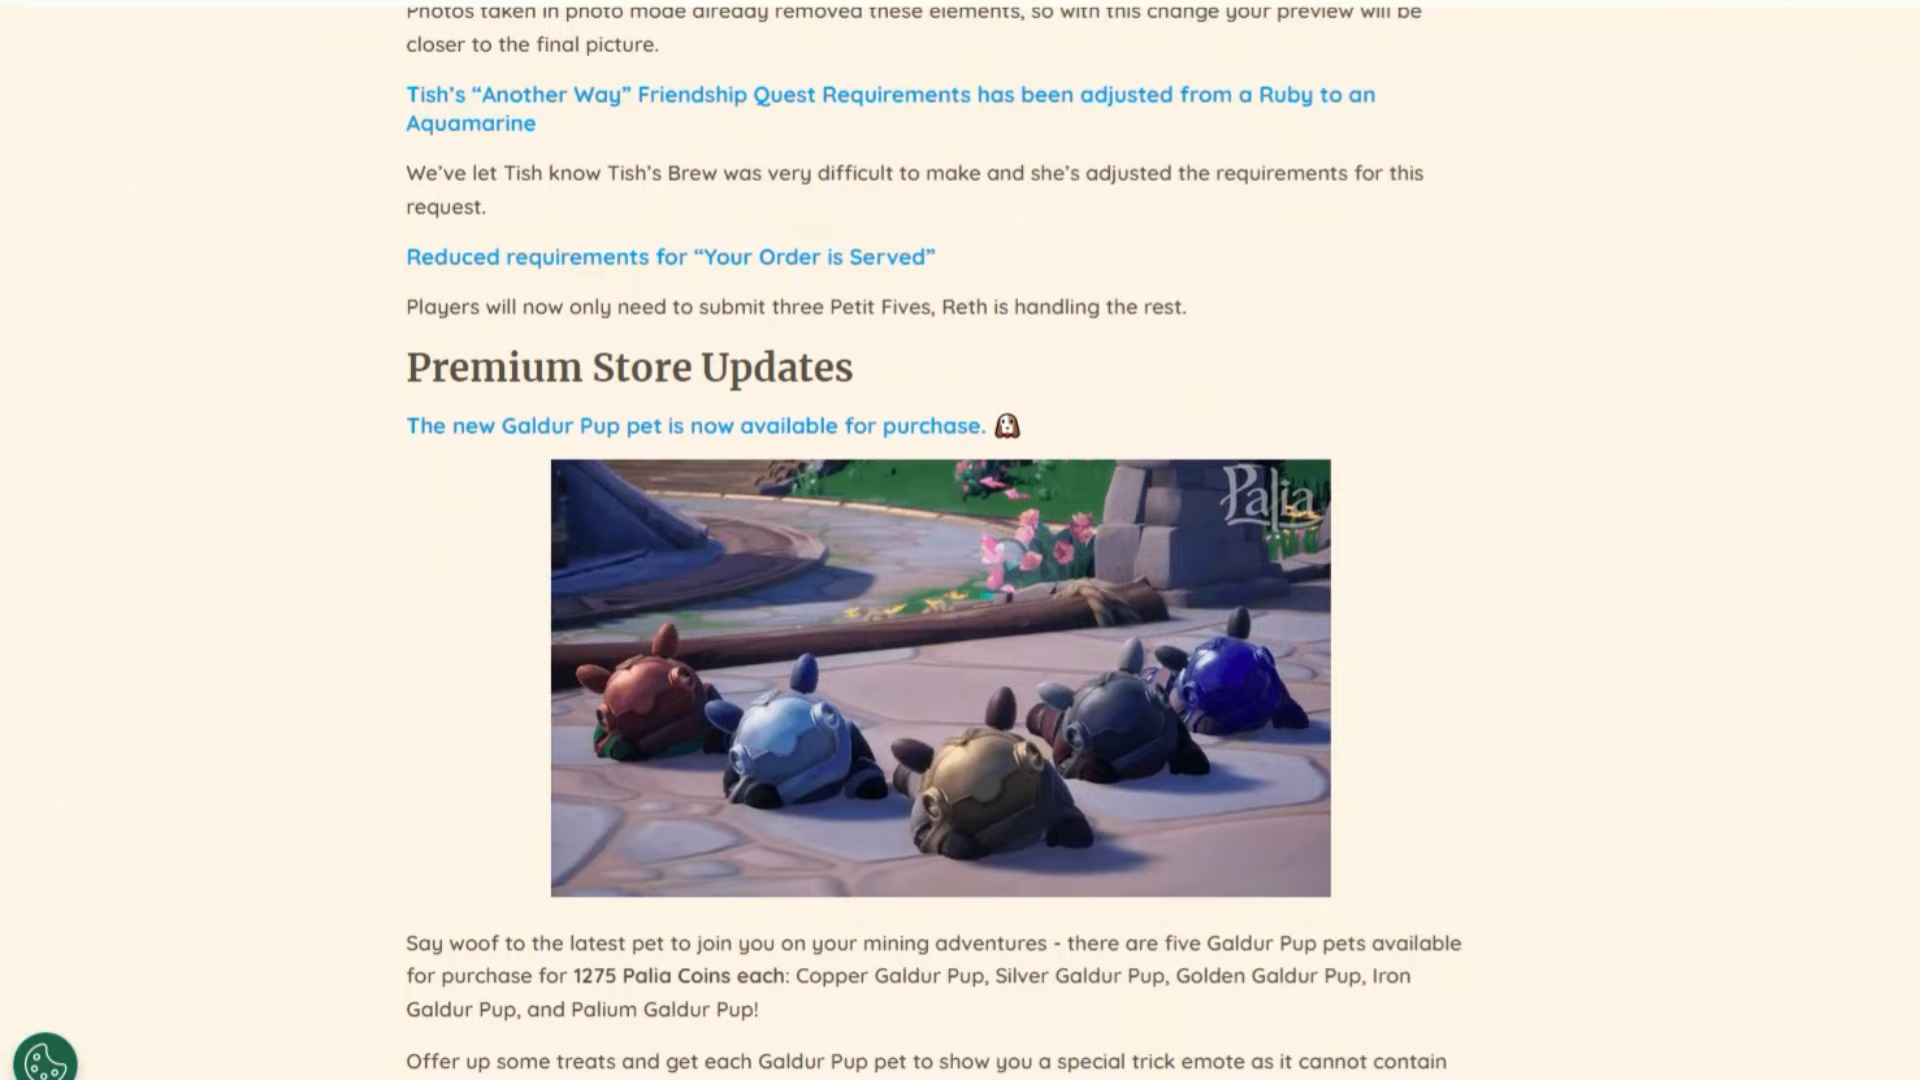 Photos taken in photo mode already removed these elements, so with this change your preview will be
closer to the final picture.
Tish’s “Another Way” Friendship Quest Requirements has been adjusted from a Ruby to an
Aquamarine
We’ve let Tish know Tish’s Brew was very difficult to make and she’s adjusted the requirements for this
request.
Reduced requirements for “Your Order is Served”
Players will now only need to submit three Petit Fives, Reth is handling the rest.
Premium Store Updates
The new Galdur Pup pet is now available for purchase.
Palia
Say woof to the latest pet to join you on your mining adventures - there are five Galdur Pup pets available
for purchase for 1275 Palia Coins each: Copper Galdur Pup, Silver Galdur Pup, Golden Galdur Pup, Iron
Galdur Pup, and Palium Galdur Pup!
Offer up some treats and get each Galdur Pup pet to show you a special trick emote as it cannot contain